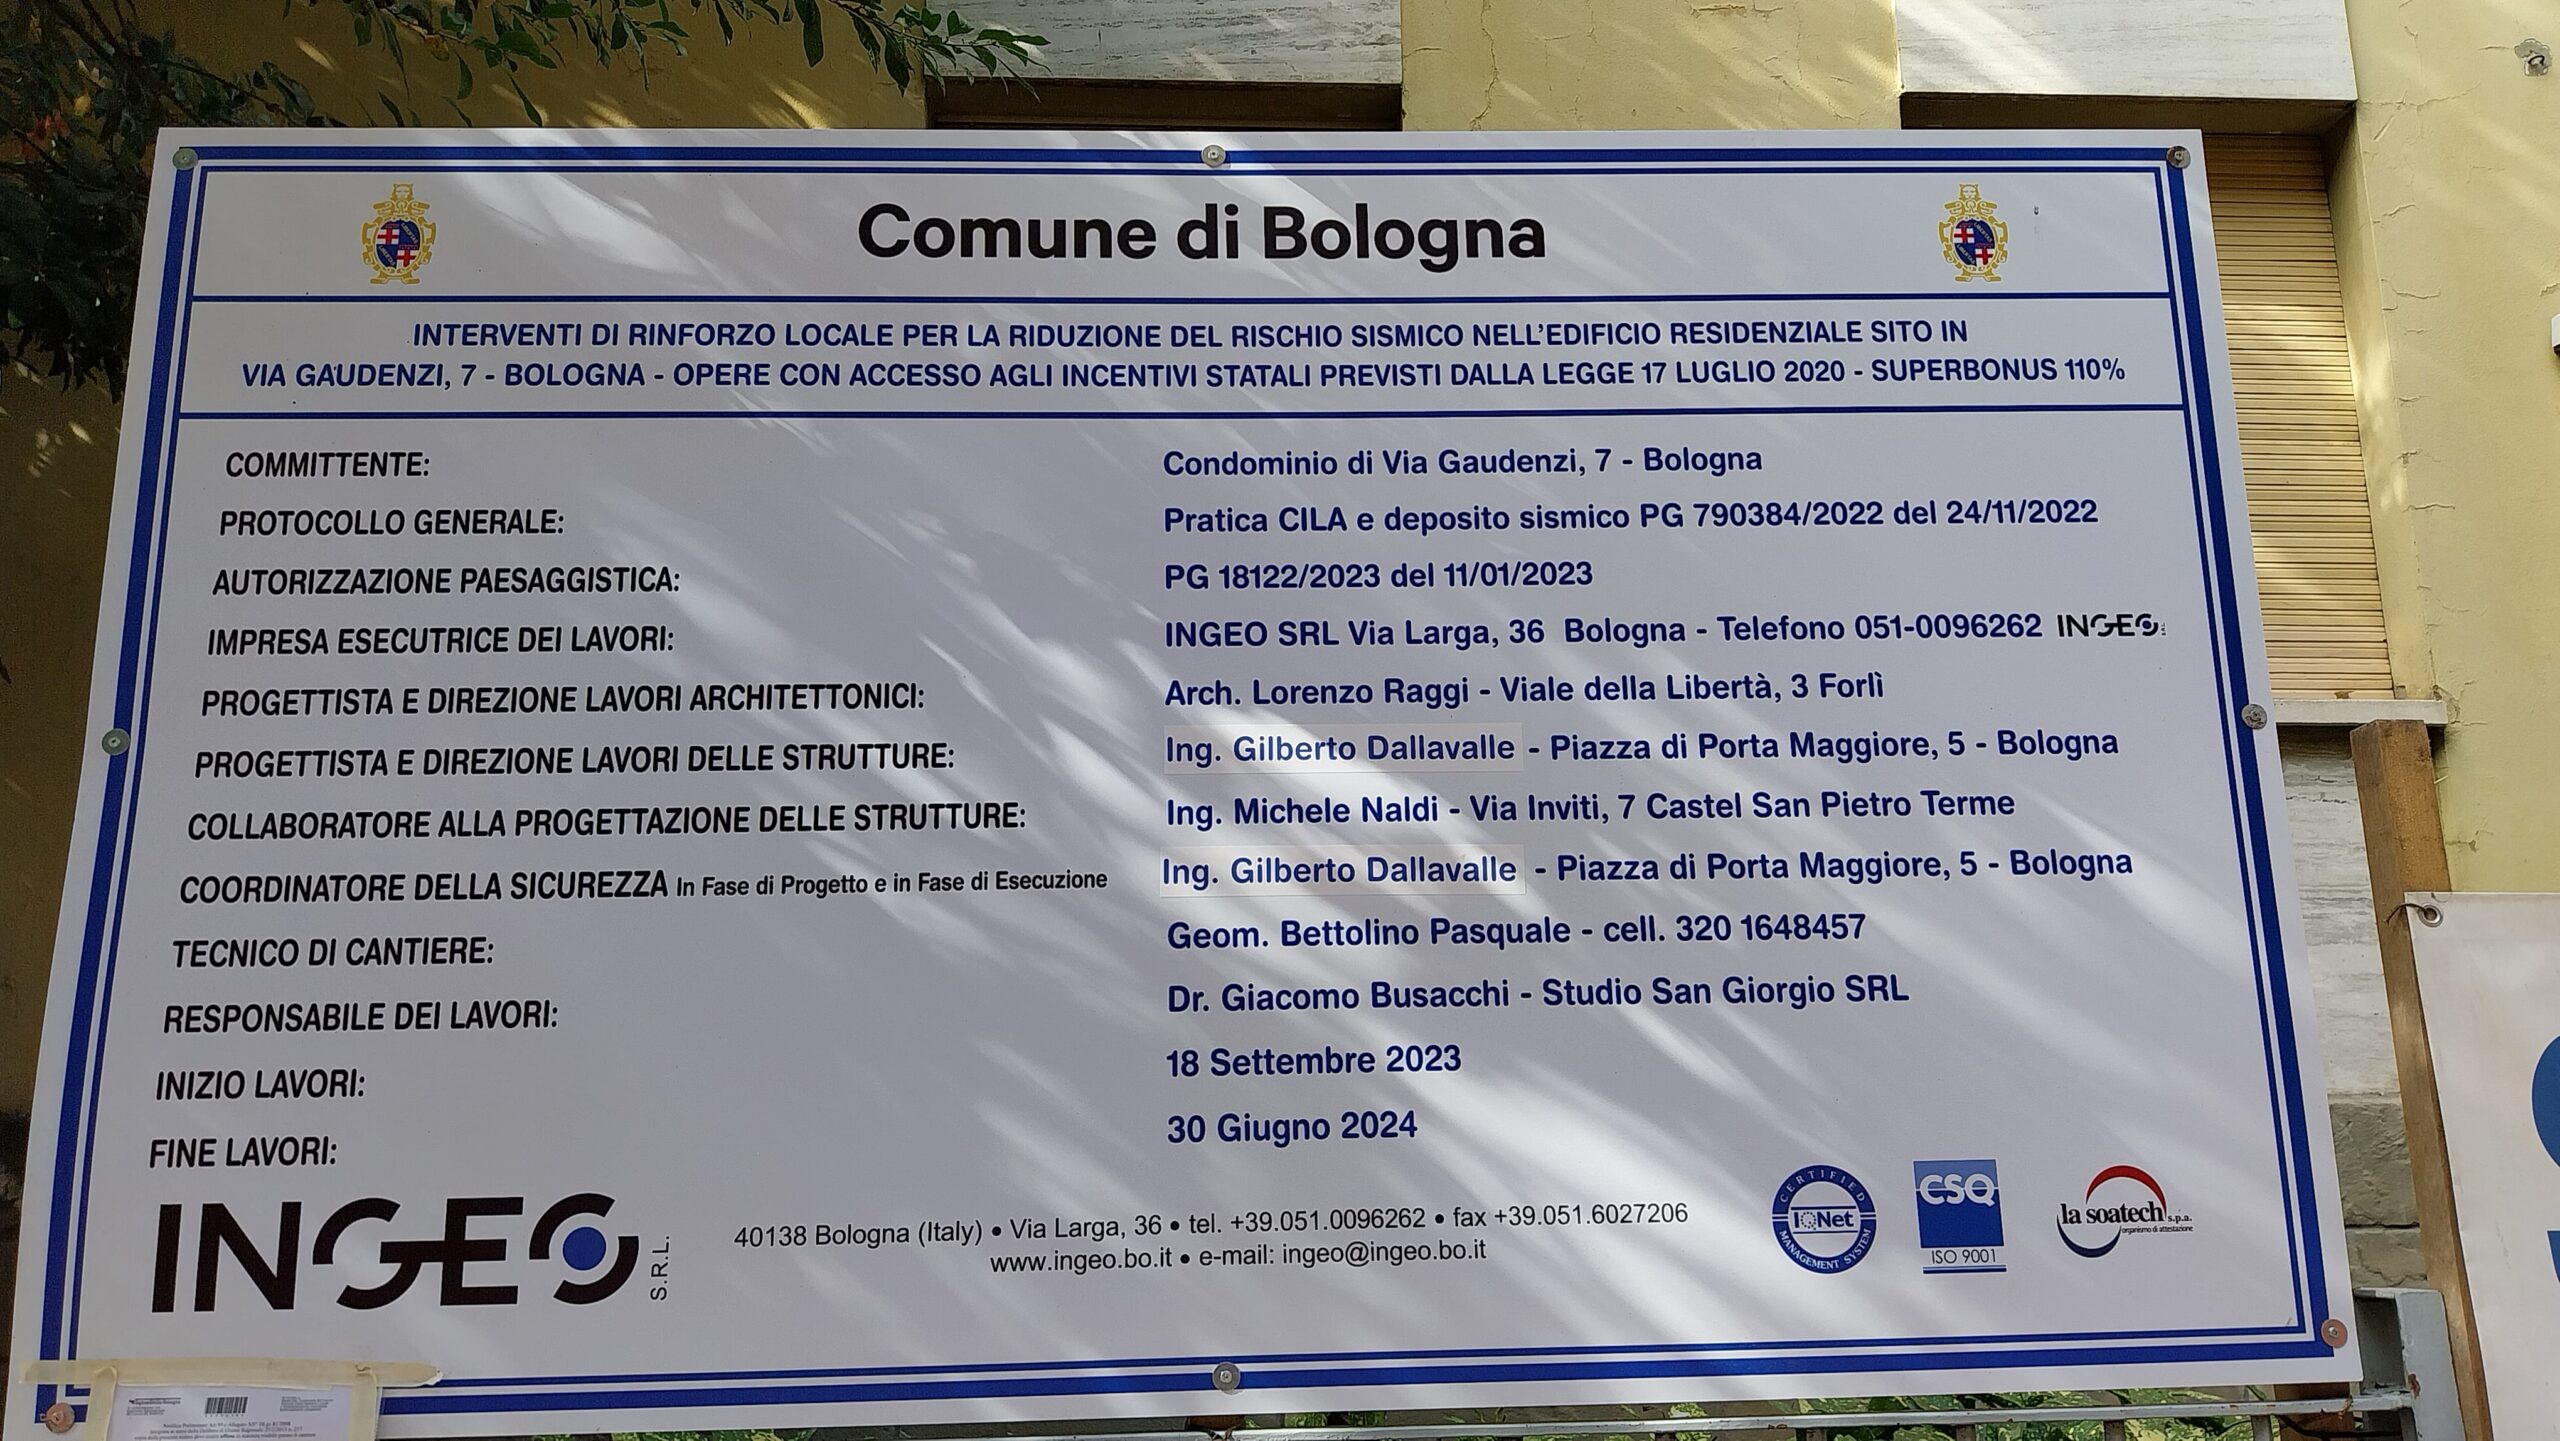 Comune di Bologna
INTERVENTI DI RINFORZO LOCALE PER LA RIDUZIONE DEL RISCHIO SISMICO NELL'EDIFICIO RESIDENZIALE SITO IN
VIA GAUDENZI, 7 - BOLOGNA - OPERE CON ACCESSO AGLI INCENTIVI STATALI PREVISTI DALLA LEGGE 17 LUGLIO 2020 - SUPERBONUS 110%
COMMITTENTE: Condominio di Via Gaudenzi, 7 - Bologna
PROTOCOLLO GENERALE: Pratica CILA e deposito sismico PG 790384/2022 del 24/11/2022
AUTORIZZAZIONE PAESAGGISTICA: PG 18122/2023 del 11/01/2023
IMPRESA ESECUTRICE DEI LAVORI: INGEO SRL Via Larga, 36 Bologna - Telefono 051-0096262 INGEO
PROGETTISTA E DIREZIONE LAVORI ARCHITETTONICI: Arch. Lorenzo Raggi - Viale della Libertà, 3 Forlì
PROGETTISTA E DIREZIONE LAVORI DELLE STRUTTURE: Ing. Gilberto Dallavalle - Piazza di Porta Maggiore, 5 - Bologna
COLLABORATORE ALLA PROGETTAZIONE DELLE STRUTTURE: Ing. Michele Naldi - Via Inviti, 7 Castel San Pietro Terme
COORDINATORE DELLA SICUREZZA In Fase di Progetto e in Fase di Esecuzione Ing. Gilberto Dallavalle - Piazza di Porta Maggiore, 5 - Bologna
TECNICO DI CANTIERE: Geom. Bettolino Pasquale - cell. 320 1648457
RESPONSABILE DEI LAVORI: Dr. Giacomo Busacchi - Studio San Giorgio SRL
INIZIO LAVORI: 18 Settembre 2023
FINE LAVORI: 30 Giugno 2024
INGEO S.R.L.
40138 Bologna (Italy) • Via Larga, 36 • tel. +39.051.0096262 • fax +39.051.6027206
www.ingeo.bo.it • e-mail: ingeo@ingeo.bo.it
CERTIFIED
IQNet
MANAGEMENT SYSTEM
CSQ
ISO 9001
la soatech s.p.a.
organismo di attestazione